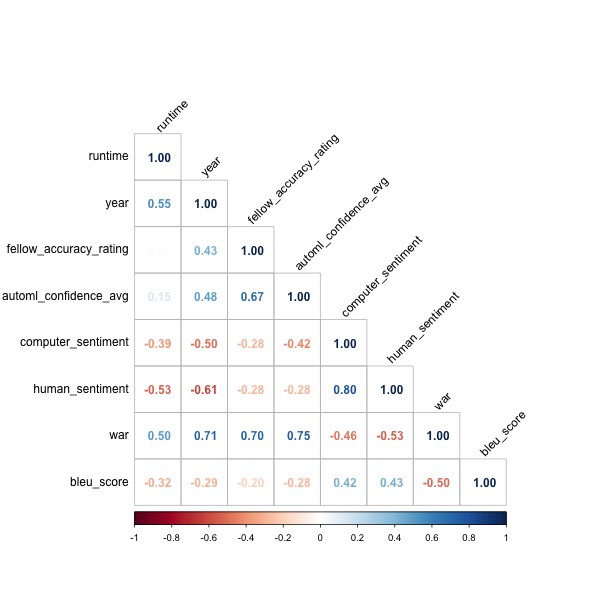 runtime
runtime 1.00 year
year 0.55 1.00 fellow_accuracy_rating
fellow_accuracy_rating 0.43 1.00 automl_confidence_avg
automl_confidence_avg 0.15 0.48 0.67 1.00 computer_sentiment
computer_sentiment -0.39 -0.50 -0.28 -0.42 1.00 human_sentiment
human_sentiment -0.53 -0.61 -0.28 -0.28 0.80 1.00 war
war 0.50 0.71 0.70 0.75 -0.46 -0.53 1.00 bleu_score
bleu_score -0.32 -0.29 -0.20 -0.28 0.42 0.43 -0.50 1.00
-1 -0.8 -0.6 -0.4 -0.2 0 0.2 0.4 0.6 0.8 1